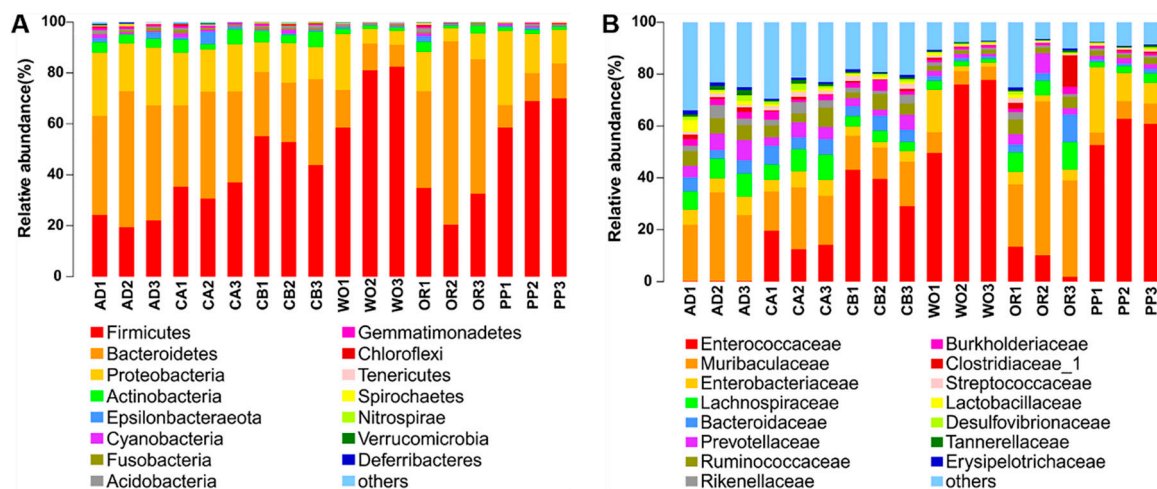 A
Relative abundance(%)
100
80
60
40
20
0
AD1 AD2 AD3 CA1 CA2 CA3 CB1 CB2 CB3 WO1 WO2 WO3 OR1 OR2 OR3 PP1 PP2 PP3
Firmicutes
Bacteroidetes
Proteobacteria
Actinobacteria
Epsilonbacteraeota
Cyanobacteria
Fusobacteria
Acidobacteria
Gemmatimonadetes
Chloroflexi
Tenericutes
Spirochaetes
Nitrospirae
Verrucomicrobia
Deferribacteres
others
B
Relative abundance(%)
100
80
60
40
20
0
AD1 AD2 AD3 CA1 CA2 CA3 CB1 CB2 CB3 WO1 WO2 WO3 OR1 OR2 OR3 PP1 PP2 PP3
Enterococcaceae
Muribaculaceae
Enterobacteriaceae
Lachnospiraceae
Bacteroidaceae
Prevotellaceae
Ruminococcaceae
Rikenellaceae
Burkholderiaceae
Clostridiaceae_1
Streptococcaceae
Lactobacillaceae
Desulfovibrionaceae
Tannerellaceae
Erysipelotrichaceae
others